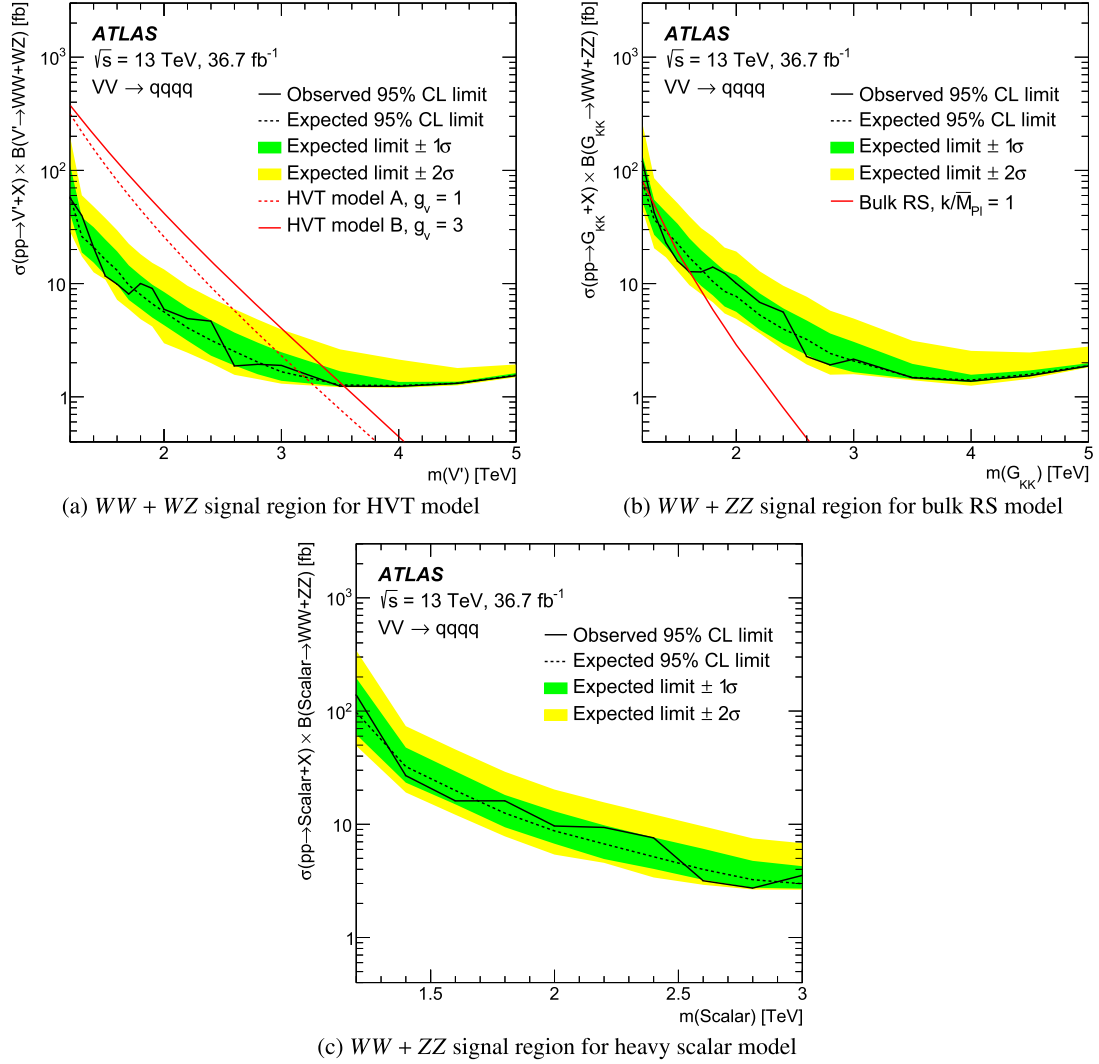 σ(pp→V'+X) × B(V'→WW+WZ) [fb]
10³
10²
10
1
ATLAS
√s = 13 TeV, 36.7 fb⁻¹
VV → qqqq
Observed 95% CL limit
Expected 95% CL limit
Expected limit ± 1σ
Expected limit ± 2σ
HVT model A, g_v = 1
HVT model B, g_v = 3
2 3 4 5
m(V') [TeV]
(a) WW + WZ signal region for HVT model
σ(pp→G_KK+X) × B(G_KK→WW+ZZ) [fb]
10³
10²
10
1
ATLAS
√s = 13 TeV, 36.7 fb⁻¹
VV → qqqq
Observed 95% CL limit
Expected 95% CL limit
Expected limit ± 1σ
Expected limit ± 2σ
Bulk RS, k/M̅_Pl = 1
2 3 4 5
m(G_KK) [TeV]
(b) WW + ZZ signal region for bulk RS model
σ(pp→Scalar+X) × B(Scalar→WW+ZZ) [fb]
10³
10²
10
1
ATLAS
√s = 13 TeV, 36.7 fb⁻¹
VV → qqqq
Observed 95% CL limit
Expected 95% CL limit
Expected limit ± 1σ
Expected limit ± 2σ
1.5 2 2.5 3
m(Scalar) [TeV]
(c) WW + ZZ signal region for heavy scalar model